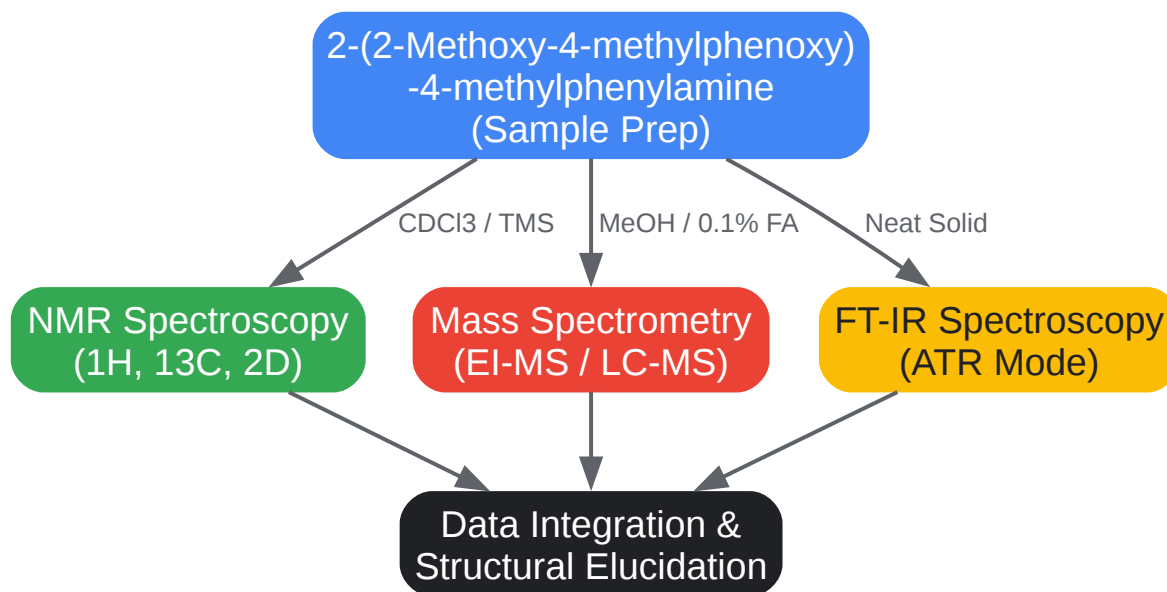 2-(2-Methoxy-4-methylphenoxy)
-4-methylphenylamine
(Sample Prep)
CDCl3 / TMS
MeOH / 0.1% FA
Neat Solid
NMR Spectroscopy
(1H, 13C, 2D)
Mass Spectrometry
(EI-MS / LC-MS)
FT-IR Spectroscopy
(ATR Mode)
Data Integration &
Structural Elucidation